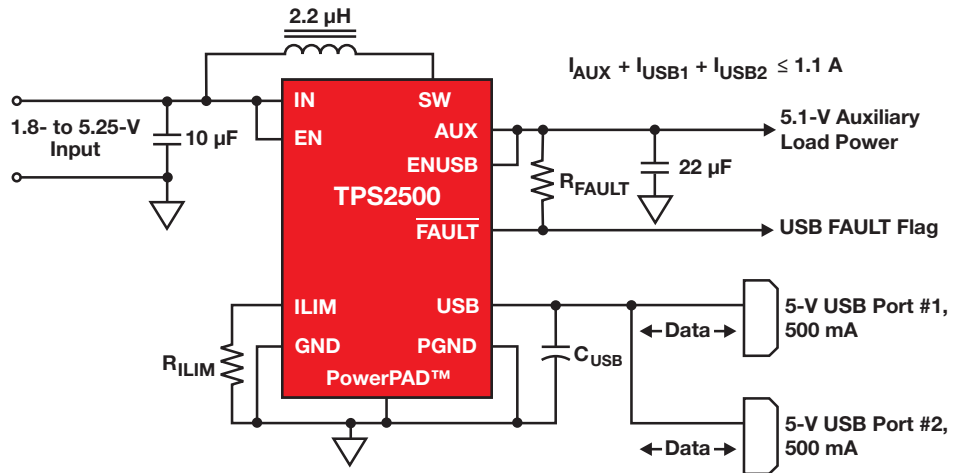 2.2 µH
I_AUX + I_USB1 + I_USB2 ≤ 1.1 A
IN
SW
1.8- to 5.25-V
Input
10 µF
EN
AUX
5.1-V Auxiliary
Load Power
ENUSB
R_FAULT
22 µF
TPS2500
F̅A̅U̅L̅T̅
USB FAULT Flag
ILIM
USB
5-V USB Port #1,
500 mA
Data
R_ILIM
GND
PGND
C_USB
PowerPAD™
5-V USB Port #2,
500 mA
Data